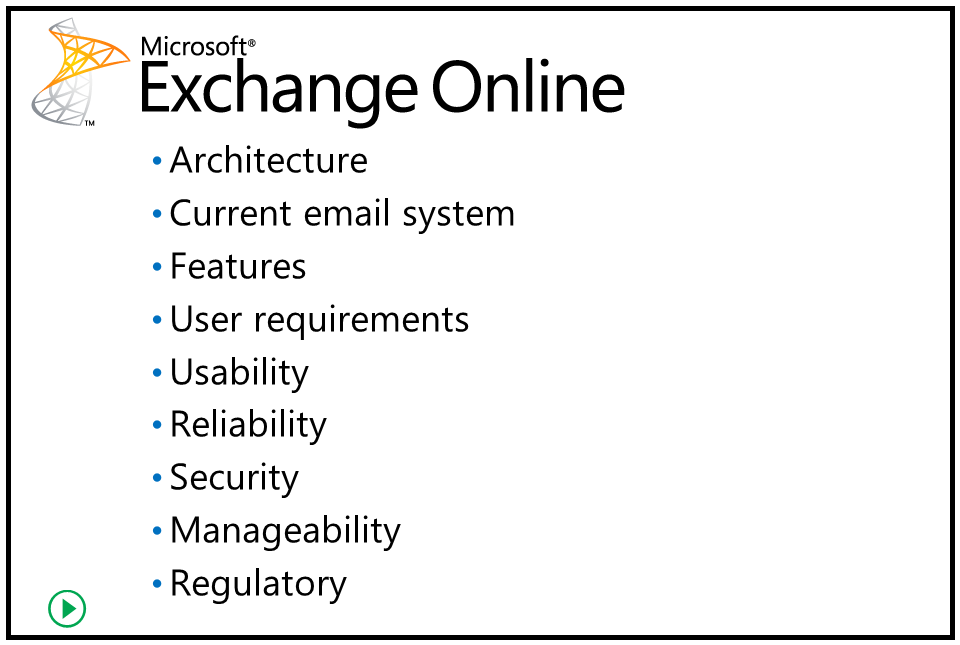 Microsoft®
Exchange Online
™
• Architecture
• Current email system
• Features
• User requirements
• Usability
• Reliability
• Security
• Manageability
• Regulatory